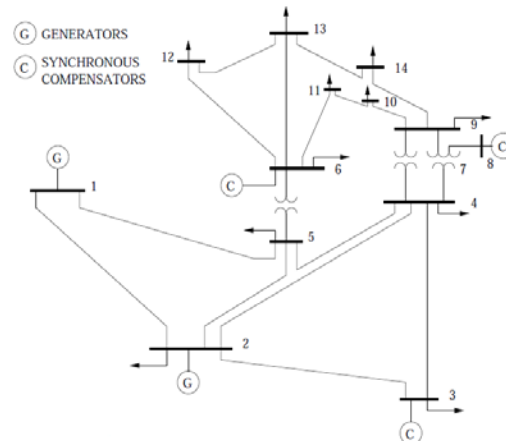 G GENERATORS
C SYNCHRONOUS
COMPENSATORS
13
12
14
11
10
9
G
C
7
8
C
6
1
4
5
2
G
3
C